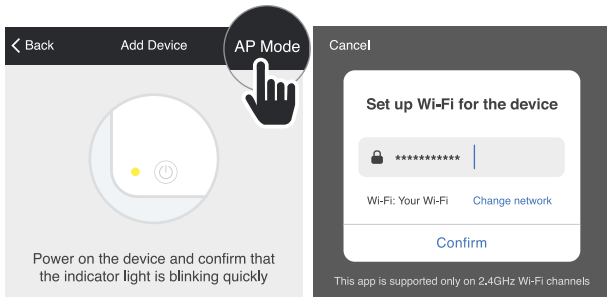 Back
Add Device
AP Mode
Power on the device and confirm that
the indicator light is blinking quickly
Cancel
Set up Wi-Fi for the device
***********
Wi-Fi: Your Wi-Fi
Change network
Confirm
This app is supported only on 2.4GHz Wi-Fi channels